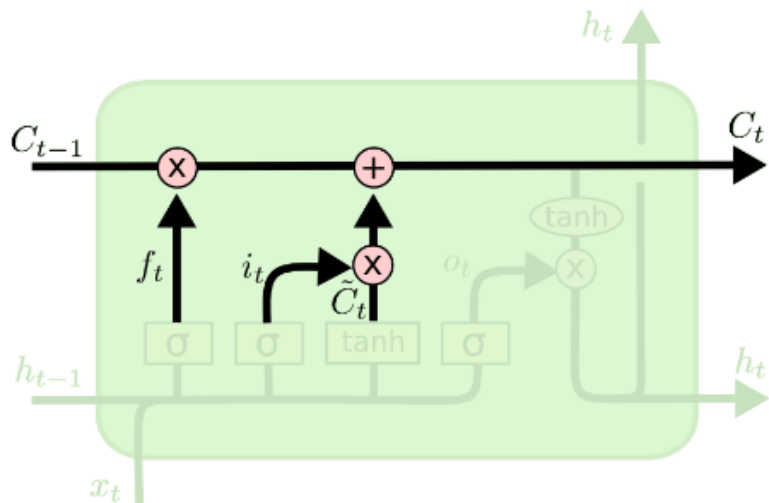 h_t
C_{t-1}
C_t
x
+
tanh
f_t
i_t
x
o_t
x
C̃_t
σ
σ
tanh
σ
h_{t-1}
h_t
x_t